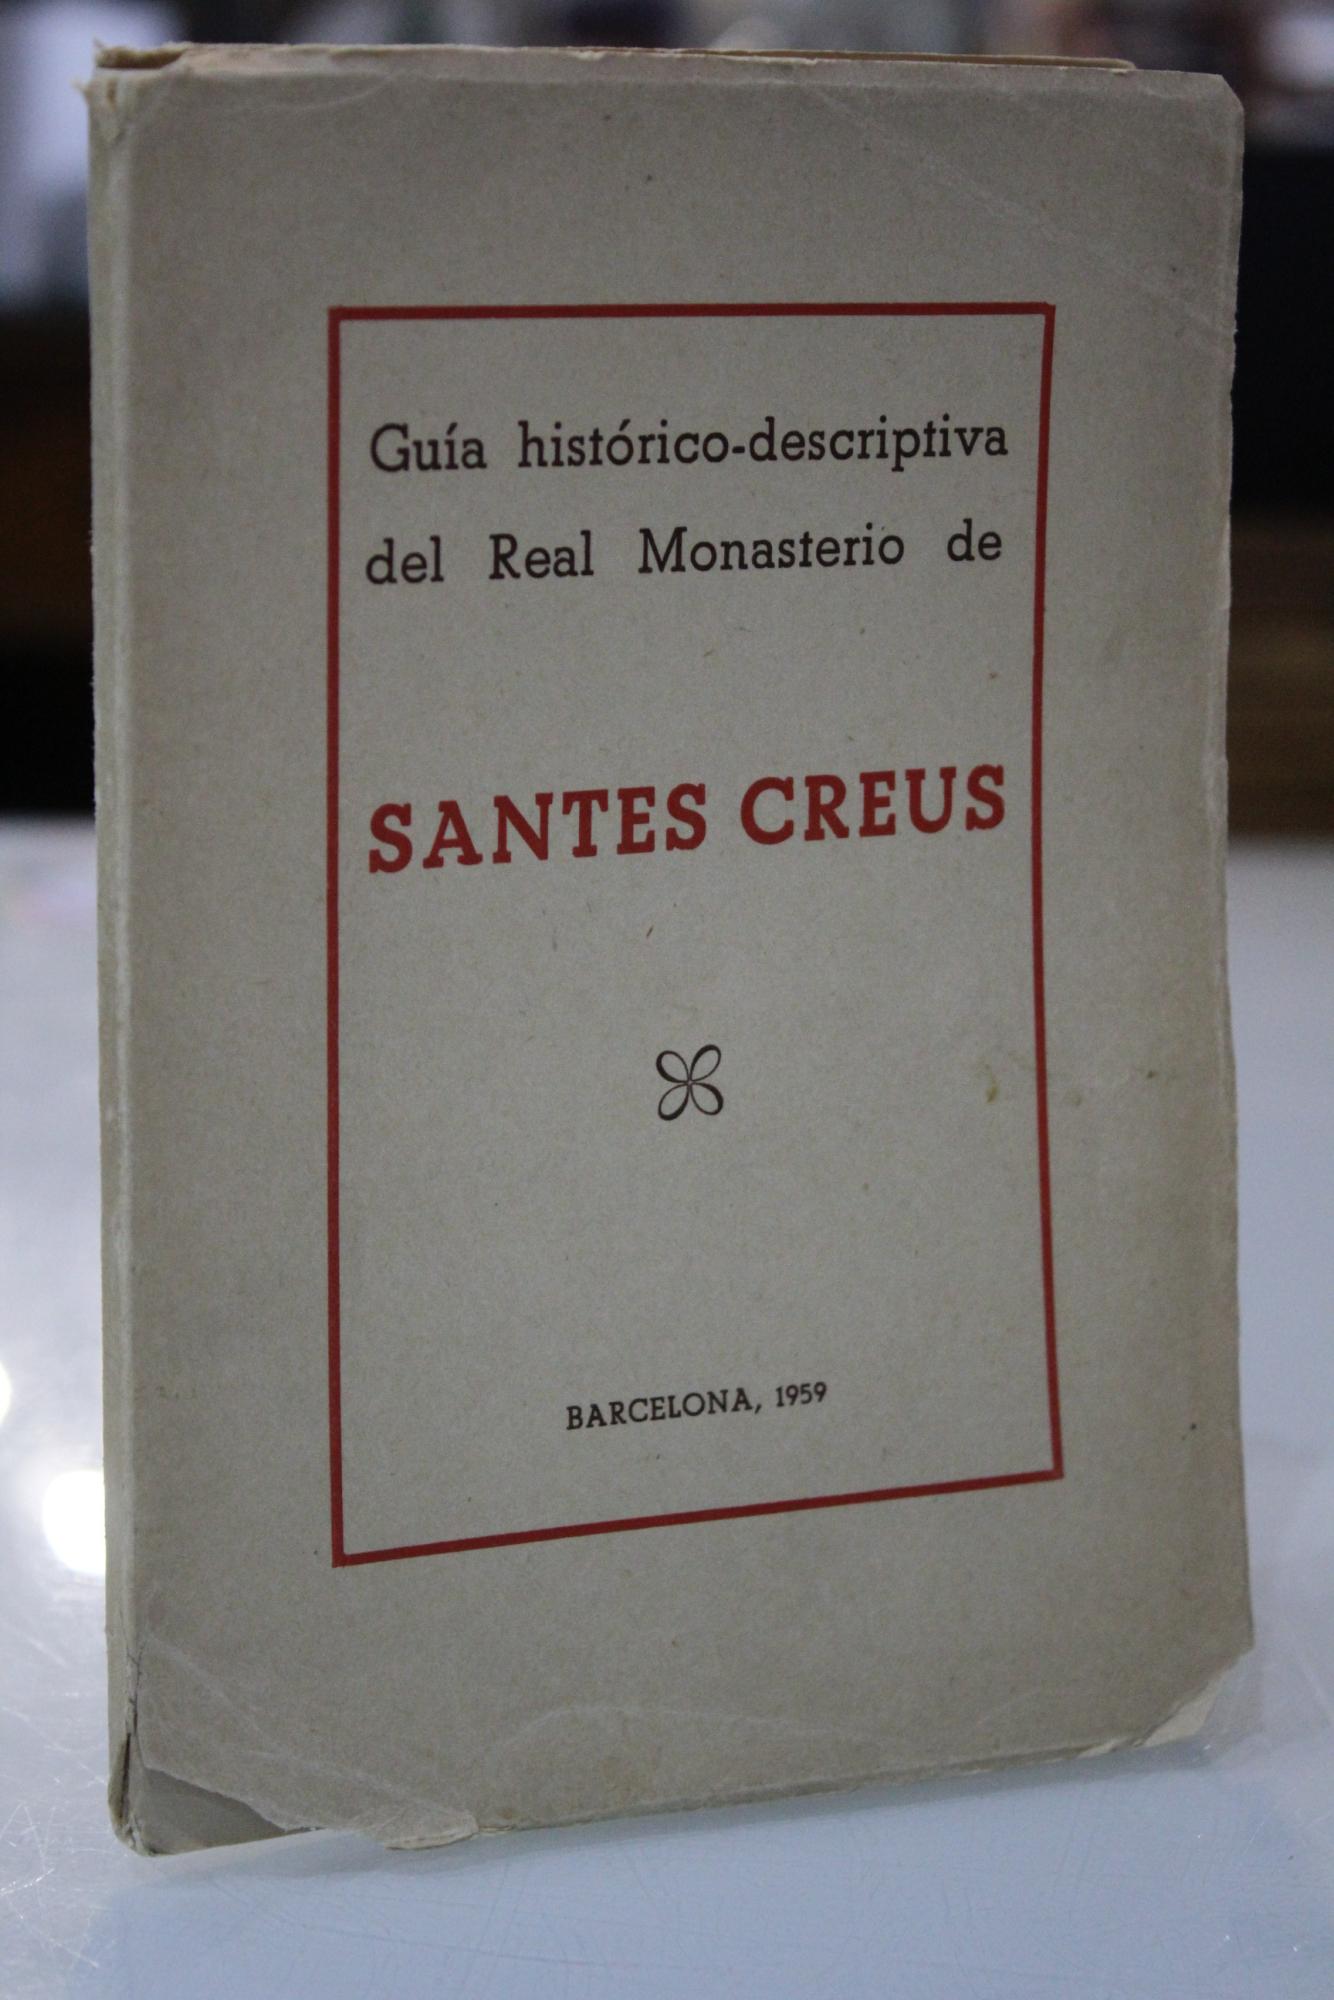 Guía histórico-descriptiva
del Real Monasterio de
SANTES CREUS
BARCELONA, 1959